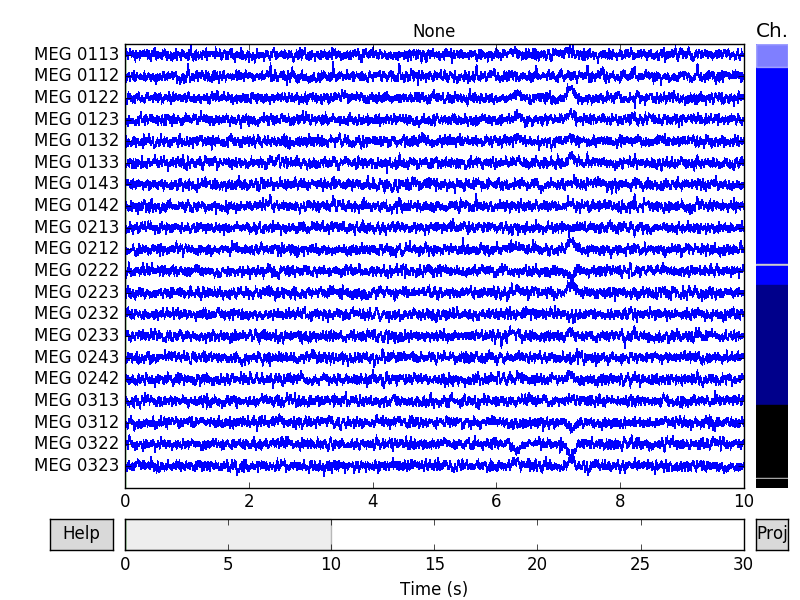 None
Ch.
MEG 0113
MEG 0112
MEG 0122
MEG 0123
MEG 0132
MEG 0133
MEG 0143
MEG 0142
MEG 0213
MEG 0212
MEG 0222
MEG 0223
MEG 0232
MEG 0233
MEG 0243
MEG 0242
MEG 0313
MEG 0312
MEG 0322
MEG 0323
0 2 4 6 8 10
Help
Proj
0 5 10 15 20 25 30
Time (s)